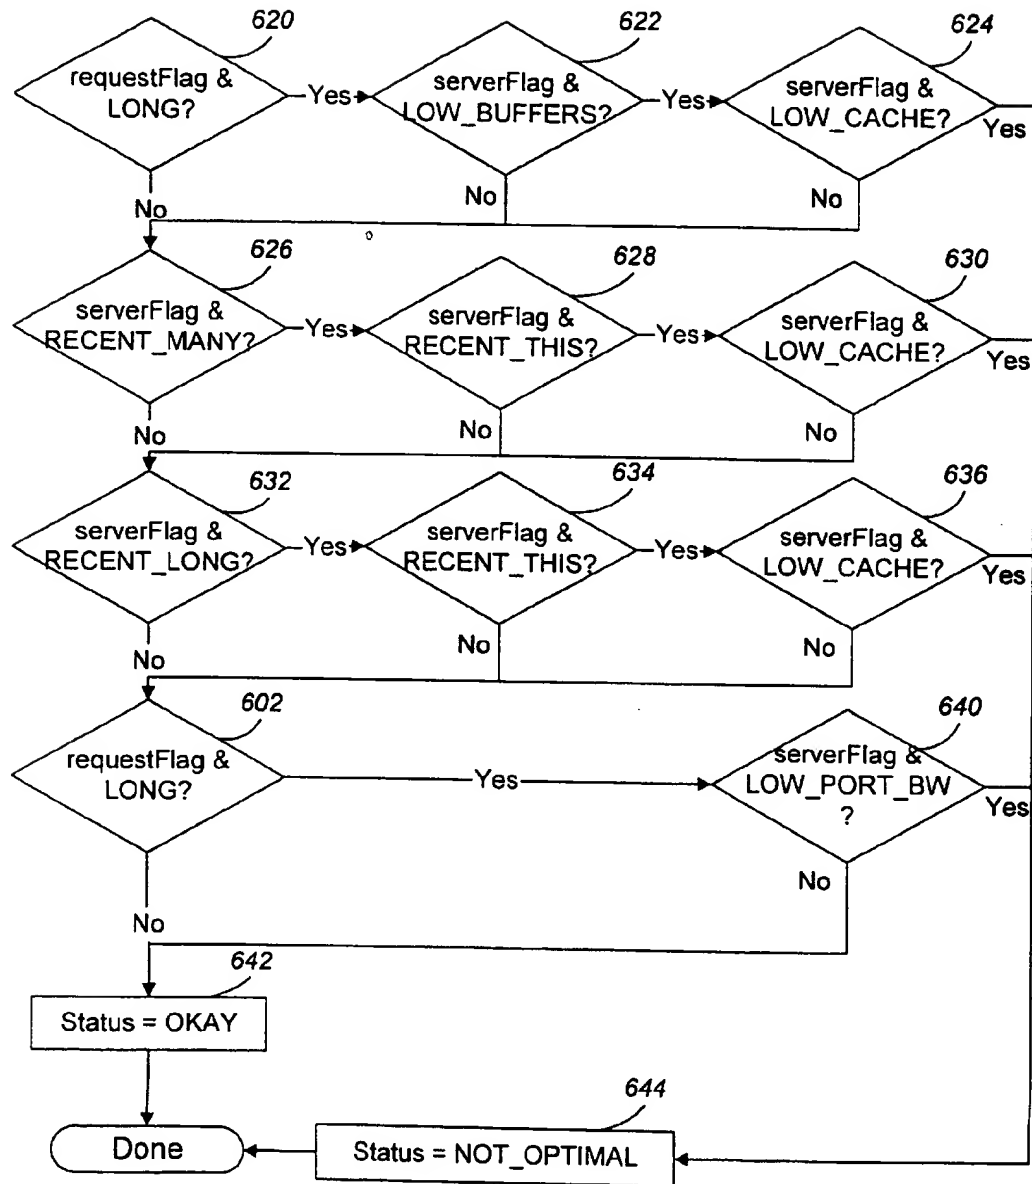 620
requestFlag &
LONG?
Yes
No
622
serverFlag &
LOW_BUFFERS?
Yes
No
624
serverFlag &
LOW_CACHE?
Yes
No
626
serverFlag &
RECENT_MANY?
Yes
No
628
serverFlag &
RECENT_THIS?
Yes
No
630
serverFlag &
LOW_CACHE?
Yes
No
632
serverFlag &
RECENT_LONG?
Yes
No
634
serverFlag &
RECENT_THIS?
Yes
No
636
serverFlag &
LOW_CACHE?
Yes
No
602
requestFlag &
LONG?
Yes
No
640
serverFlag &
LOW_PORT_BW
?
Yes
No
642
Status = OKAY
644
Status = NOT_OPTIMAL
Done